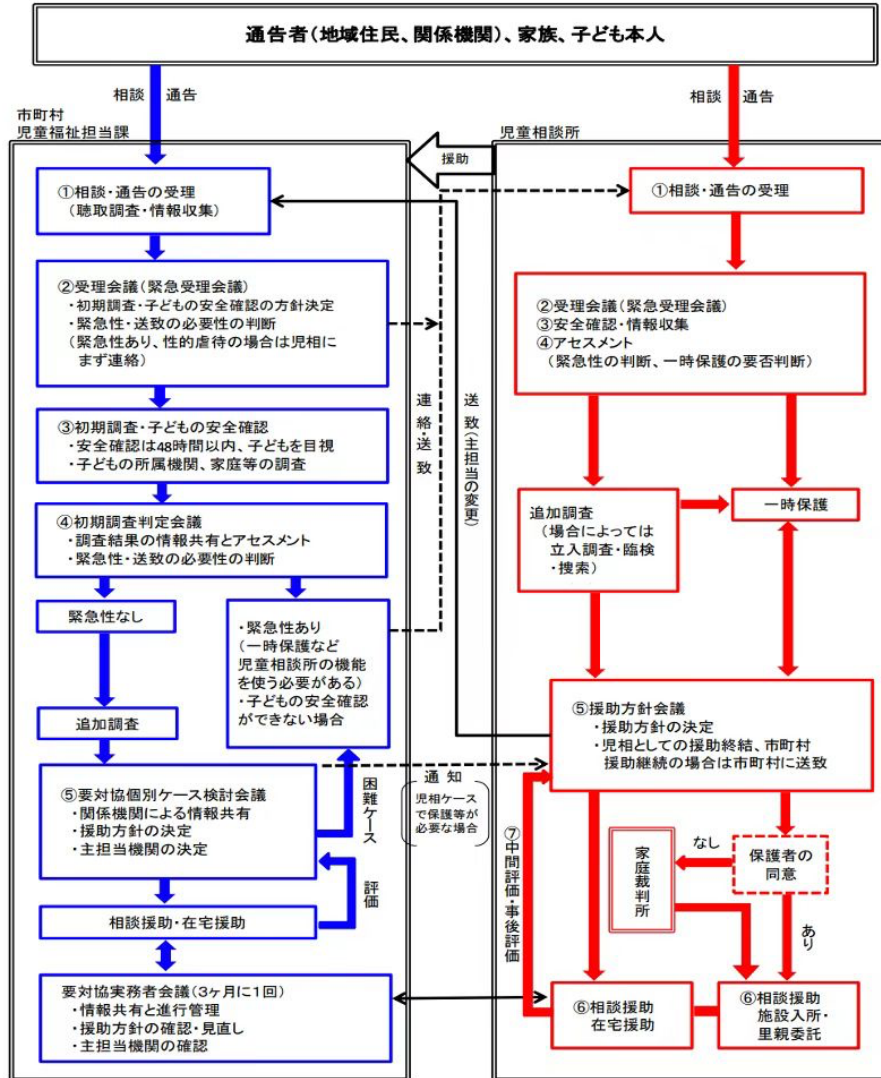 通告者(地域住民、関係機関)、家族、子ども本人
相談 通告
相談 通告
市町村
児童福祉担当課
児童相談所
援助
①相談・通告の受理
(聴取調査・情報収集)
②受理会議(緊急受理会議)
・初期調査・子どもの安全確認の方針決定
・緊急性・送致の必要性の判断
(緊急性あり、性的虐待の場合は児相に
まず連絡)
③初期調査・子どもの安全確認
・安全確認は48時間以内、子どもを目視
・子どもの所属機関、家庭等の調査
④初期調査判定会議
・調査結果の情報共有とアセスメント
・緊急性・送致の必要性の判断
緊急性なし
・緊急性あり
(一時保護など
児童相談所の機能
を使う必要がある)
・子どもの安全確認
ができない場合
追加調査
⑤要対協個別ケース検討会議
・関係機関による情報共有
・援助方針の決定
・主担当機関の決定
困難ケース
評価
相談援助・在宅援助
要対協実務者会議(3ヶ月に1回)
・情報共有と進行管理
・援助方針の確認・見直し
・主担当機関の確認
連絡・送致
送致(主担当の変更)
通知
児相ケース
で保護等が
必要な場合
①相談・通告の受理
②受理会議(緊急受理会議)
③安全確認・情報収集
④アセスメント
(緊急性の判断、一時保護の要否判断)
追加調査
(場合によっては
立入調査・臨検
・捜索)
一時保護
⑤援助方針会議
・援助方針の決定
・児相としての援助終結、市町村
援助継続の場合は市町村に送致
⑦中間評価・事後評価
なし
保護者の
同意
家庭裁判所
あり
⑥相談援助
在宅援助
⑥相談援助
施設入所・
里親委託